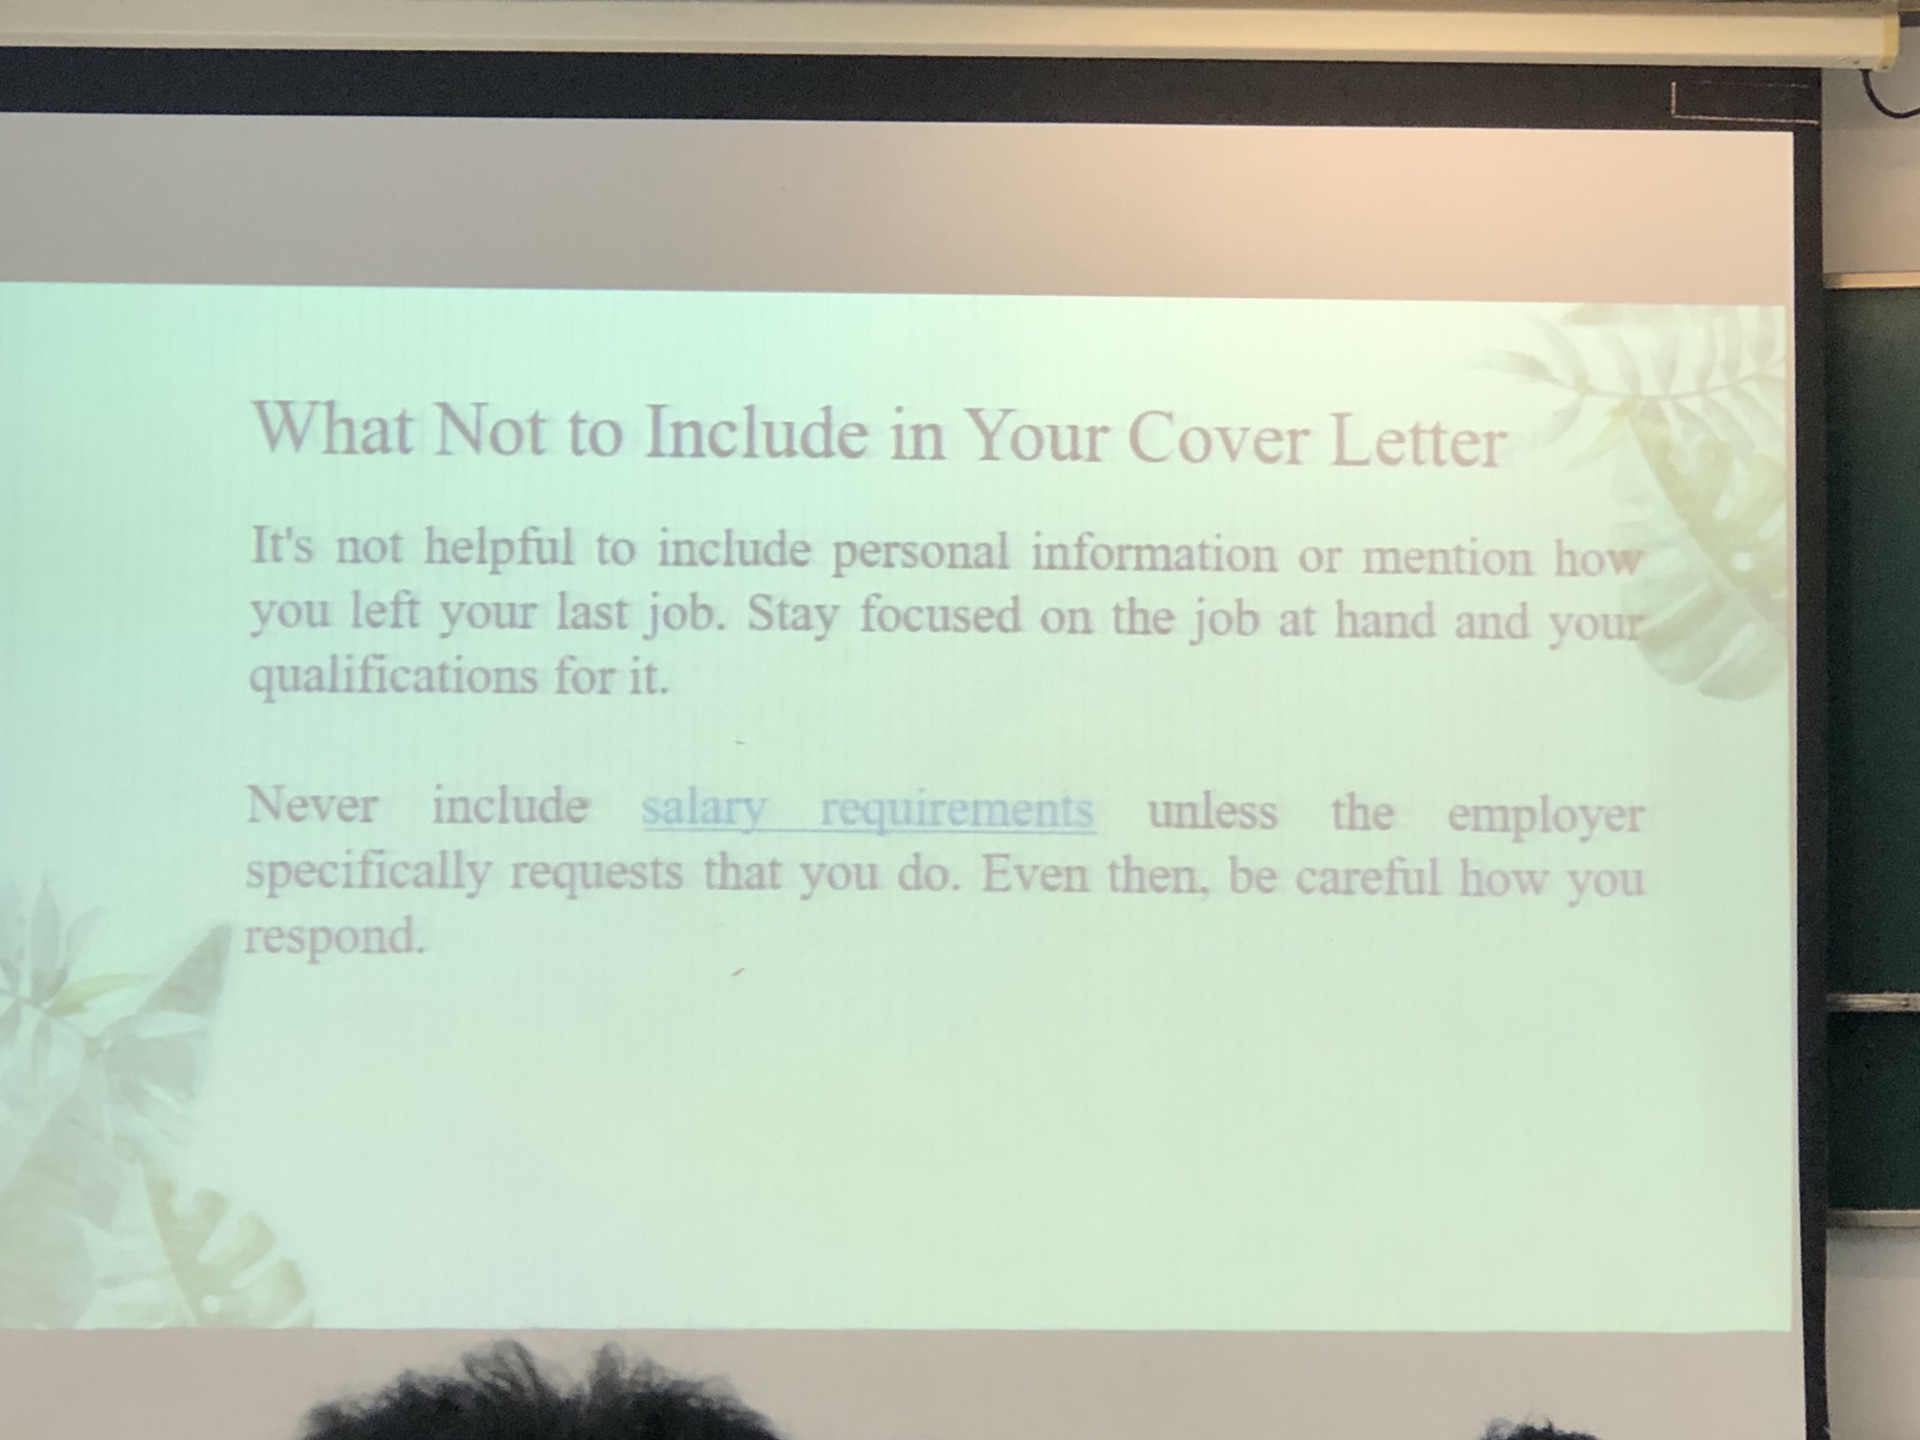 What Not to Include in Your Cover Letter
It's not helpful to include personal information or mention how
you left your last job. Stay focused on the job at hand and your
qualifications for it.
Never include salary requirements unless the employer
specifically requests that you do. Even then, be careful how you
respond.